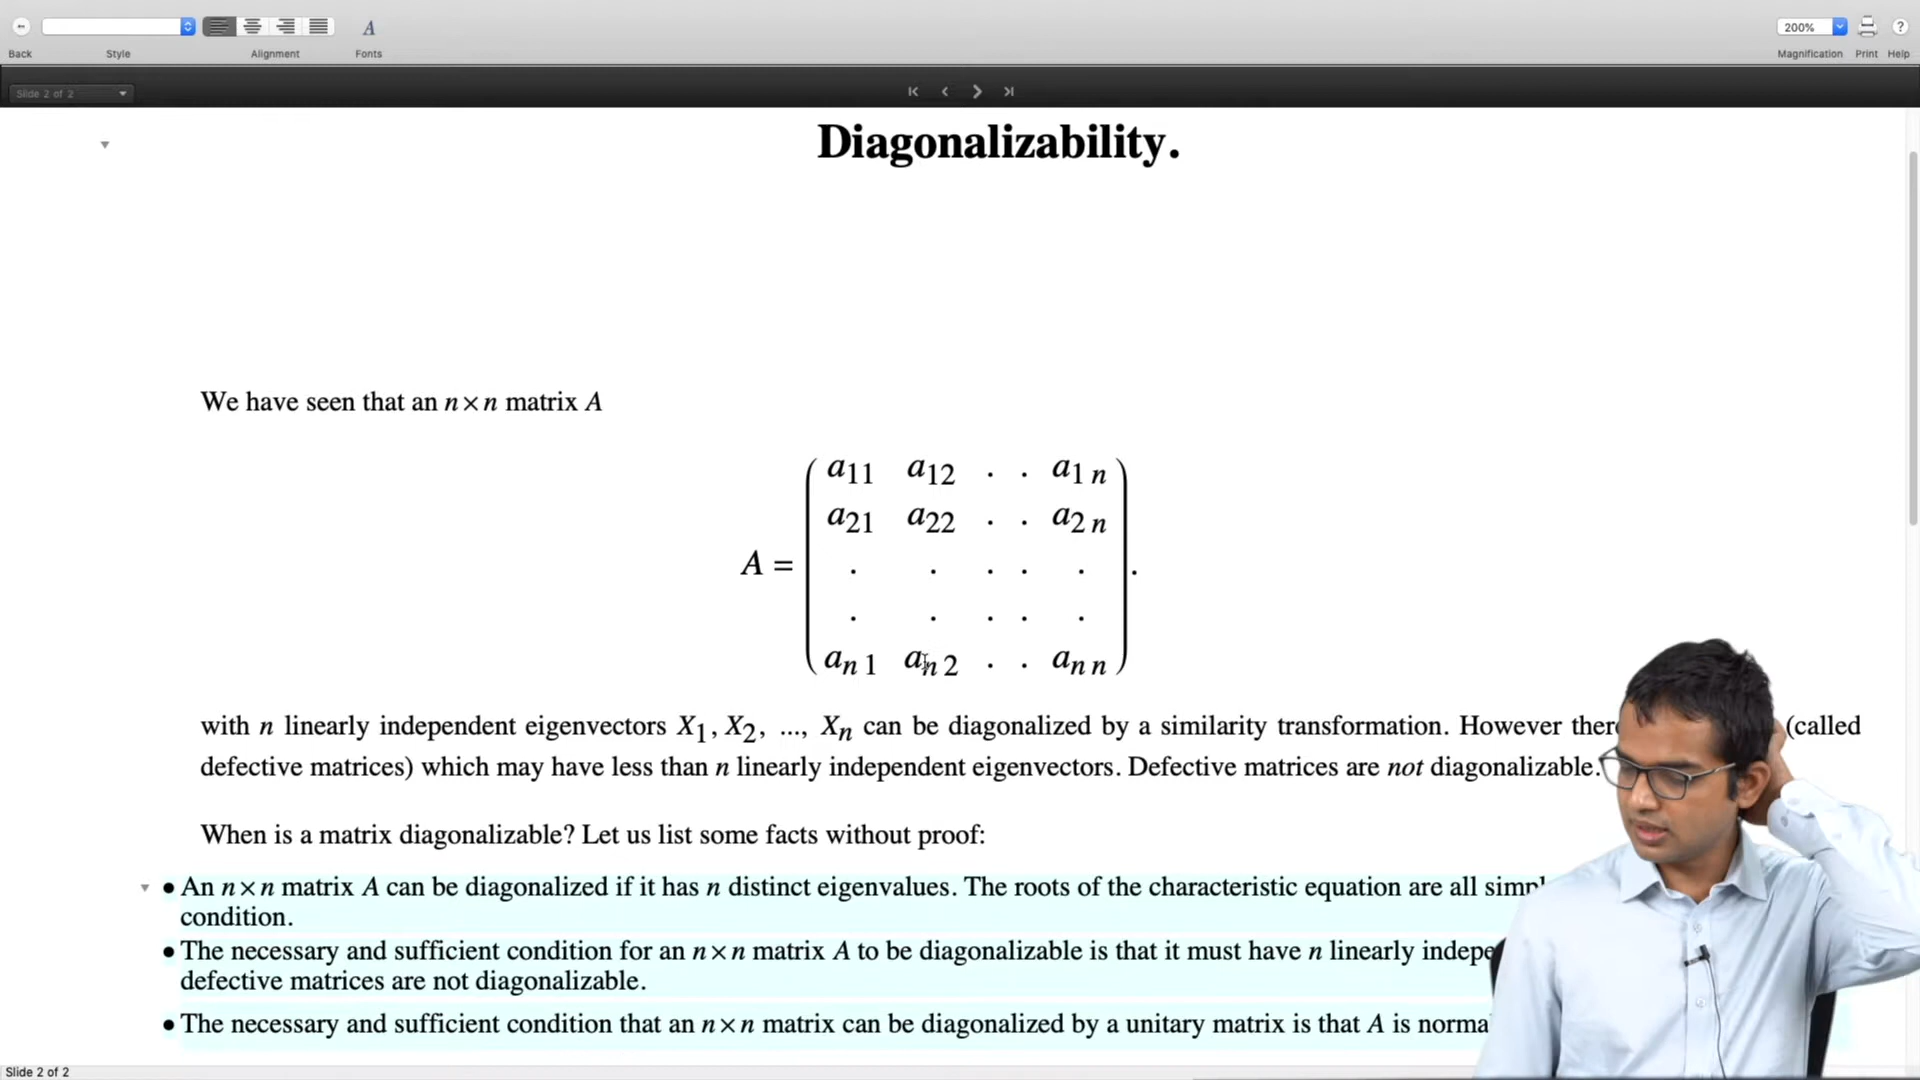 200%
Back Style Alignment Fonts Magnification Print Help
Slide 2 of 2
Diagonalizability.
We have seen that an n×n matrix A
A = ( a11 a12 . . a1 n
a21 a22 . . a2 n
. . . . .
. . . . .
an 1 an 2 . . an n ) .
with n linearly independent eigenvectors X1, X2, ..., Xn can be diagonalized by a similarity transformation. However (called
defective matrices) which may have less than n linearly independent eigenvectors. Defective matrices are not diagonalizable.
When is a matrix diagonalizable? Let us list some facts without proof:
• An n×n matrix A can be diagonalized if it has n distinct eigenvalues. The roots of the characteristic equation are all
condition.
• The necessary and sufficient condition for an n×n matrix A to be diagonalizable is that it must have n linearly
defective matrices are not diagonalizable.
• The necessary and sufficient condition that an n×n matrix can be diagonalized by a unitary matrix is that A is
Slide 2 of 2